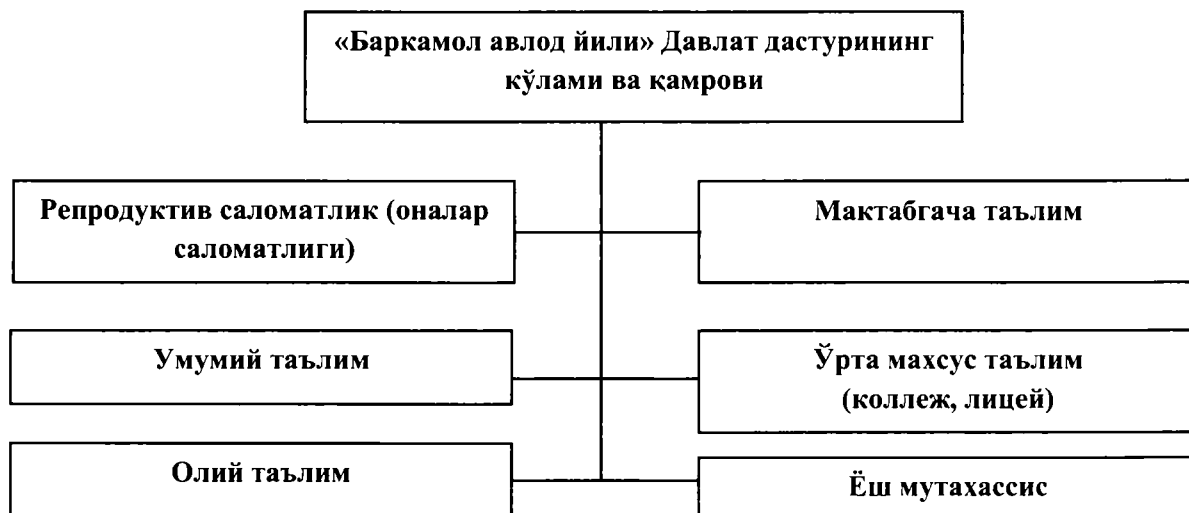 «Баркамол авлод йили» Давлат дастурининг
кўлами ва қамрови
Репродуктив саломатлик (оналар
саломатлиги)
Мактабгача таълим
Умумий таълим
Ўрта махсус таълим
(коллеж, лицей)
Олий таълим
Ёш мутахассис